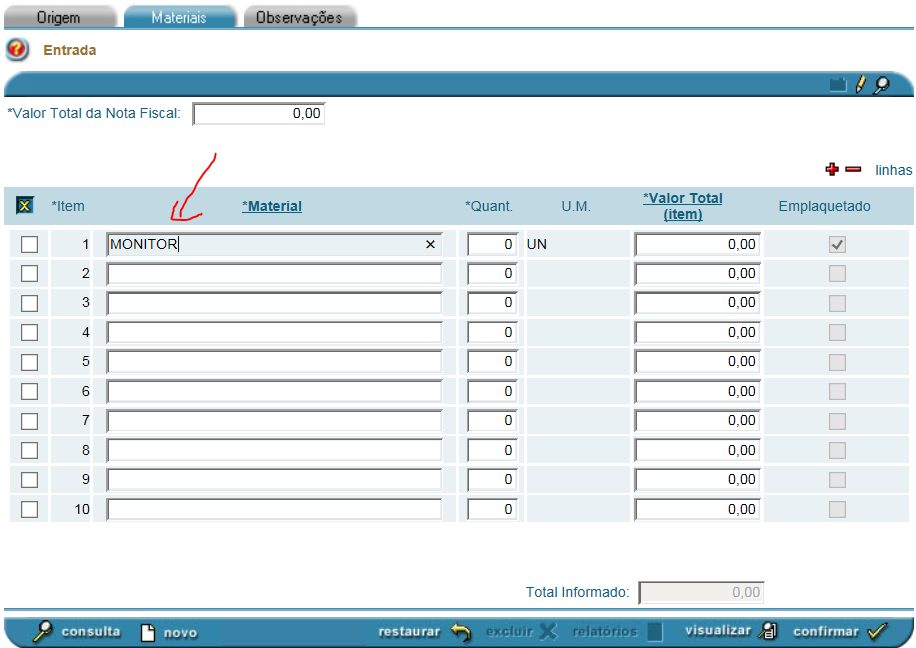 Origem Materiais Observações
Entrada
*Valor Total da Nota Fiscal: 0,00
linhas
*Item *Material *Quant. U.M. *Valor Total (item) Emplaquetado
1 MONITOR × 0 UN 0,00
2 0 0,00
3 0 0,00
4 0 0,00
5 0 0,00
6 0 0,00
7 0 0,00
8 0 0,00
9 0 0,00
10 0 0,00
Total Informado: 0,00
consulta novo restaurar excluir relatórios visualizar confirmar